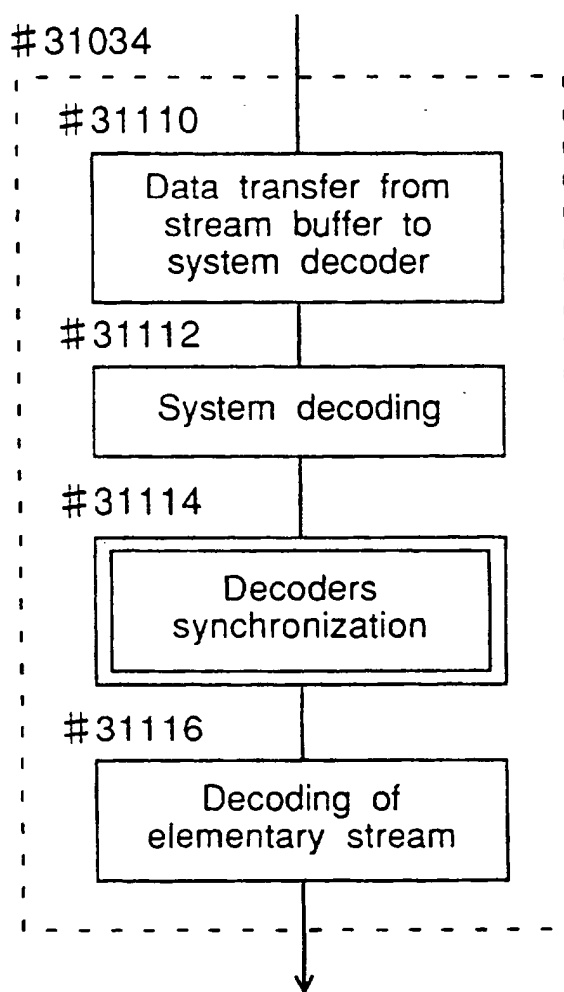 #31034
#31110
Data transfer from
stream buffer to
system decoder
#31112
System decoding
#31114
Decoders
synchronization
#31116
Decoding of
elementary stream